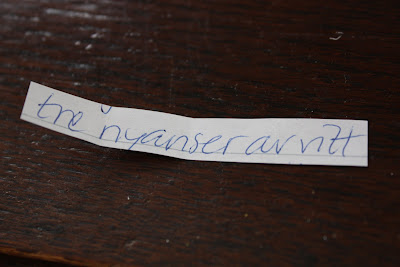 tre nyanser av vitt